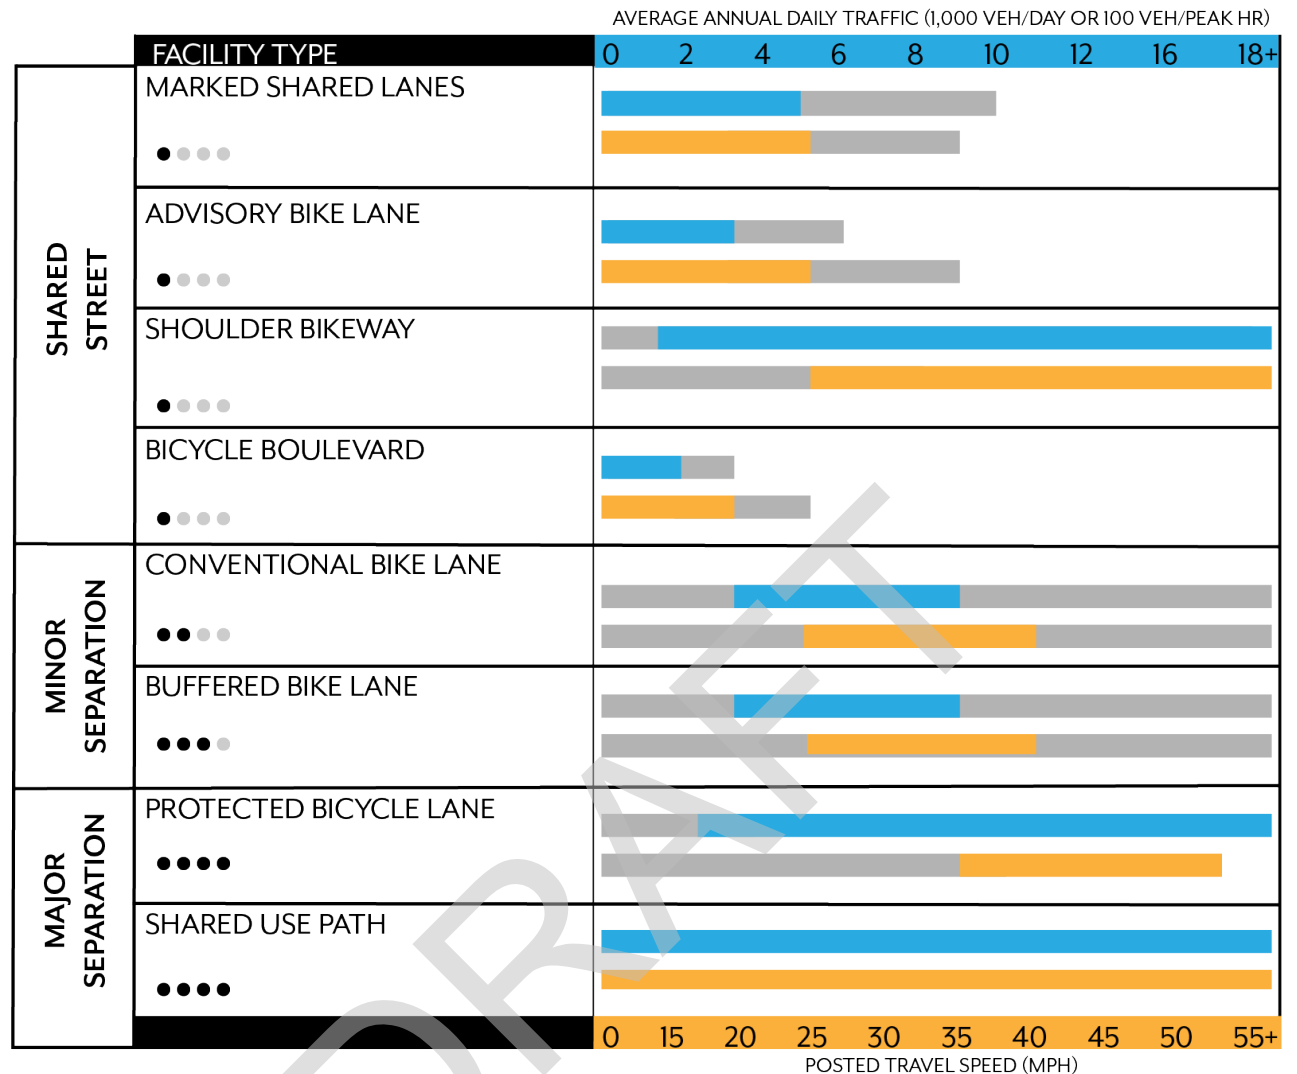 AVERAGE ANNUAL DAILY TRAFFIC (1,000 VEH/DAY OR 100 VEH/PEAK HR)
FACILITY TYPE
0 2 4 6 8 10 12 16 18+
SHARED
STREET
MARKED SHARED LANES
ADVISORY BIKE LANE
SHOULDER BIKEWAY
BICYCLE BOULEVARD
MINOR
SEPARATION
CONVENTIONAL BIKE LANE
BUFFERED BIKE LANE
MAJOR
SEPARATION
PROTECTED BICYCLE LANE
SHARED USE PATH
0 15 20 25 30 35 40 45 50 55+
POSTED TRAVEL SPEED (MPH)
DRAFT